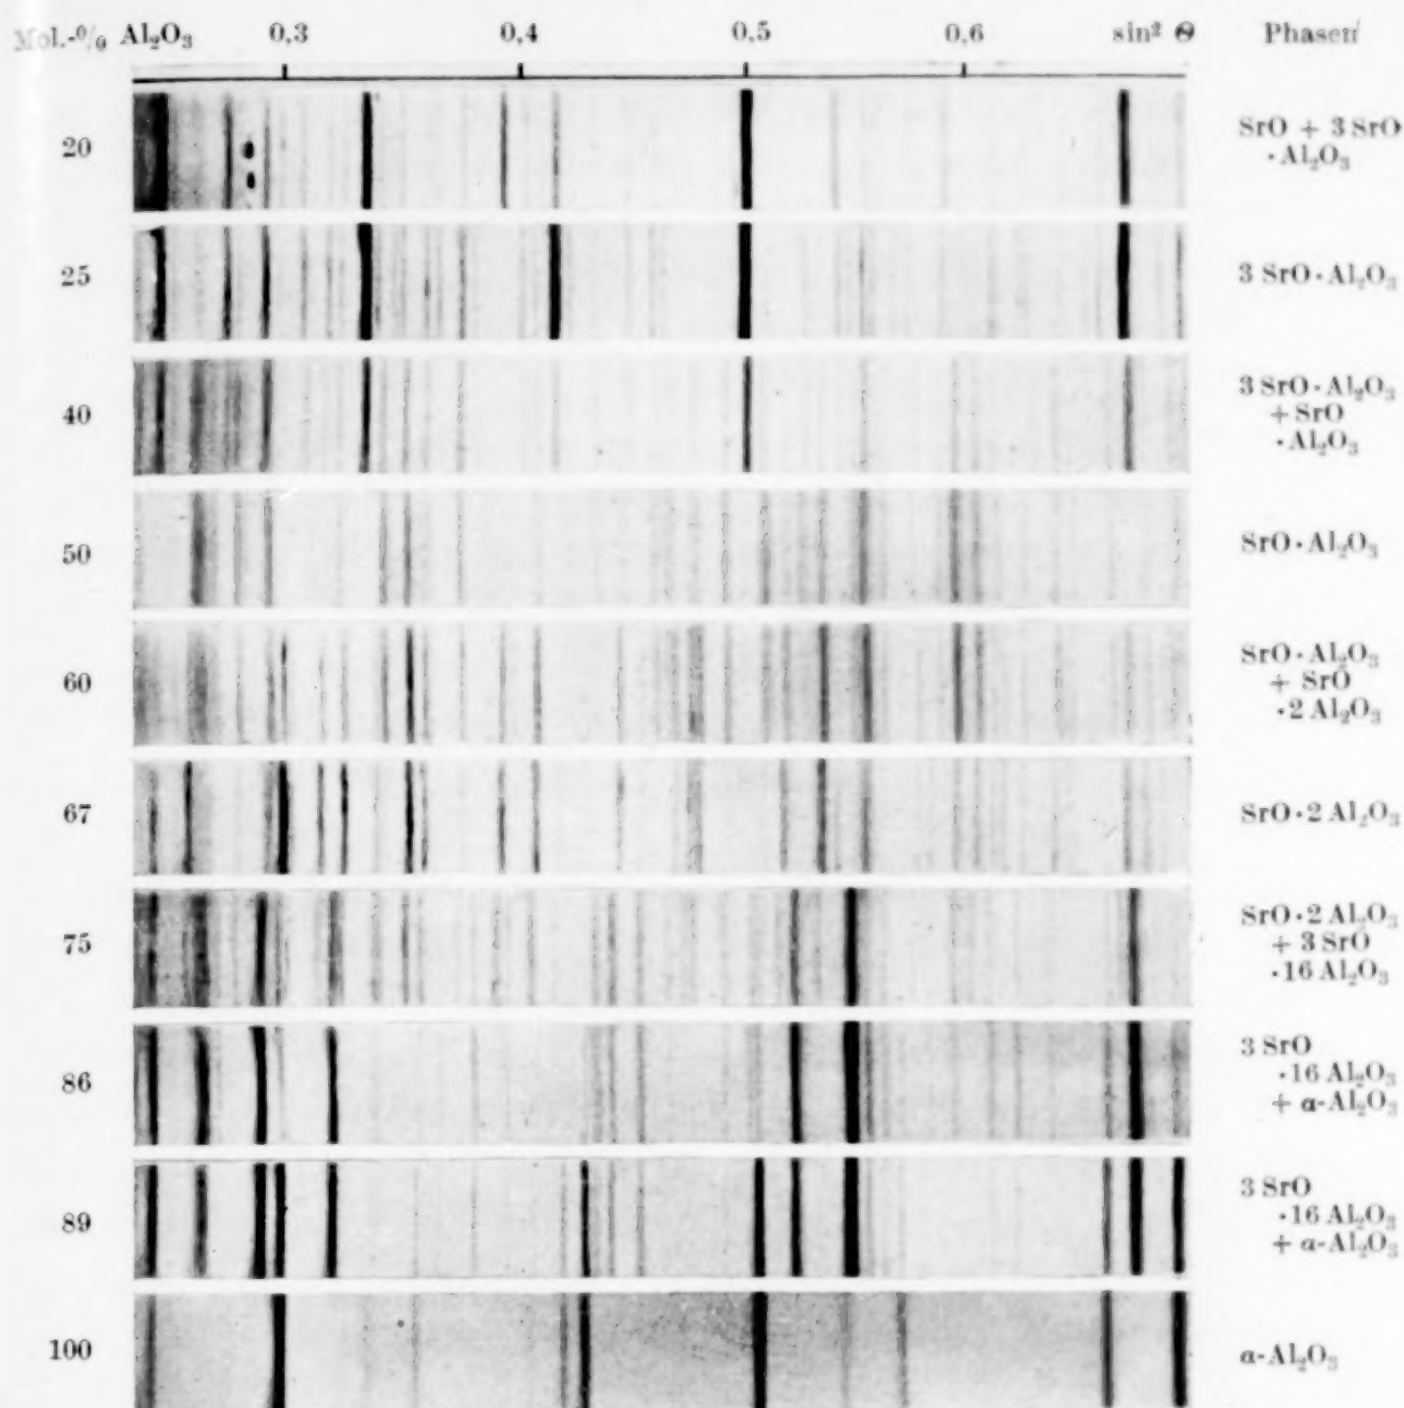 Mol.-% Al₂O₃ 0,3 0,4 0,5 0,6 sin² Θ Phasen
20 SrO + 3 SrO
· Al₂O₃
25 3 SrO · Al₂O₃
40 3 SrO · Al₂O₃
+ SrO
· Al₂O₃
50 SrO · Al₂O₃
60 SrO · Al₂O₃
+ SrO
· 2 Al₂O₃
67 SrO · 2 Al₂O₃
75 SrO · 2 Al₂O₃
+ 3 SrO
· 16 Al₂O₃
86 3 SrO
· 16 Al₂O₃
+ α-Al₂O₃
89 3 SrO
· 16 Al₂O₃
+ α-Al₂O₃
100 α-Al₂O₃